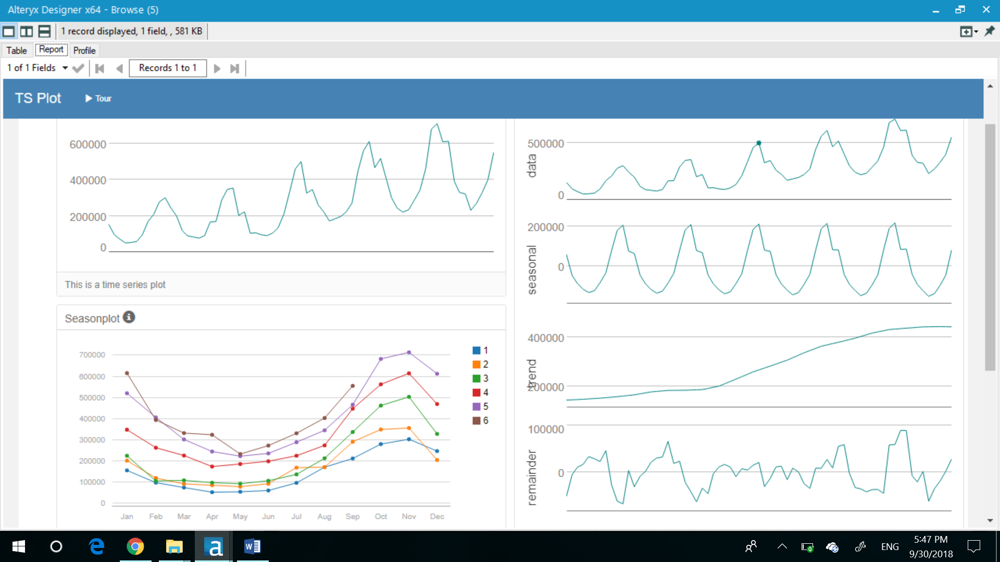 Alteryx Designer x64 - Browse (5)
1 record displayed, 1 field, , 581 KB
Table
Report
Profile
1 of 1 Fields
Records 1 to 1
TS Plot
Tour
600000
400000
200000
0
This is a time series plot
Seasonplot
700000
600000
500000
400000
300000
200000
100000
0
Jan Feb Mar Apr May Jun Jul Aug Sep Oct Nov Dec
1
2
3
4
5
6
500000
0
data
200000
0
seasonal
400000
200000
trend
100000
0
remainder
ENG
5:47 PM
9/30/2018